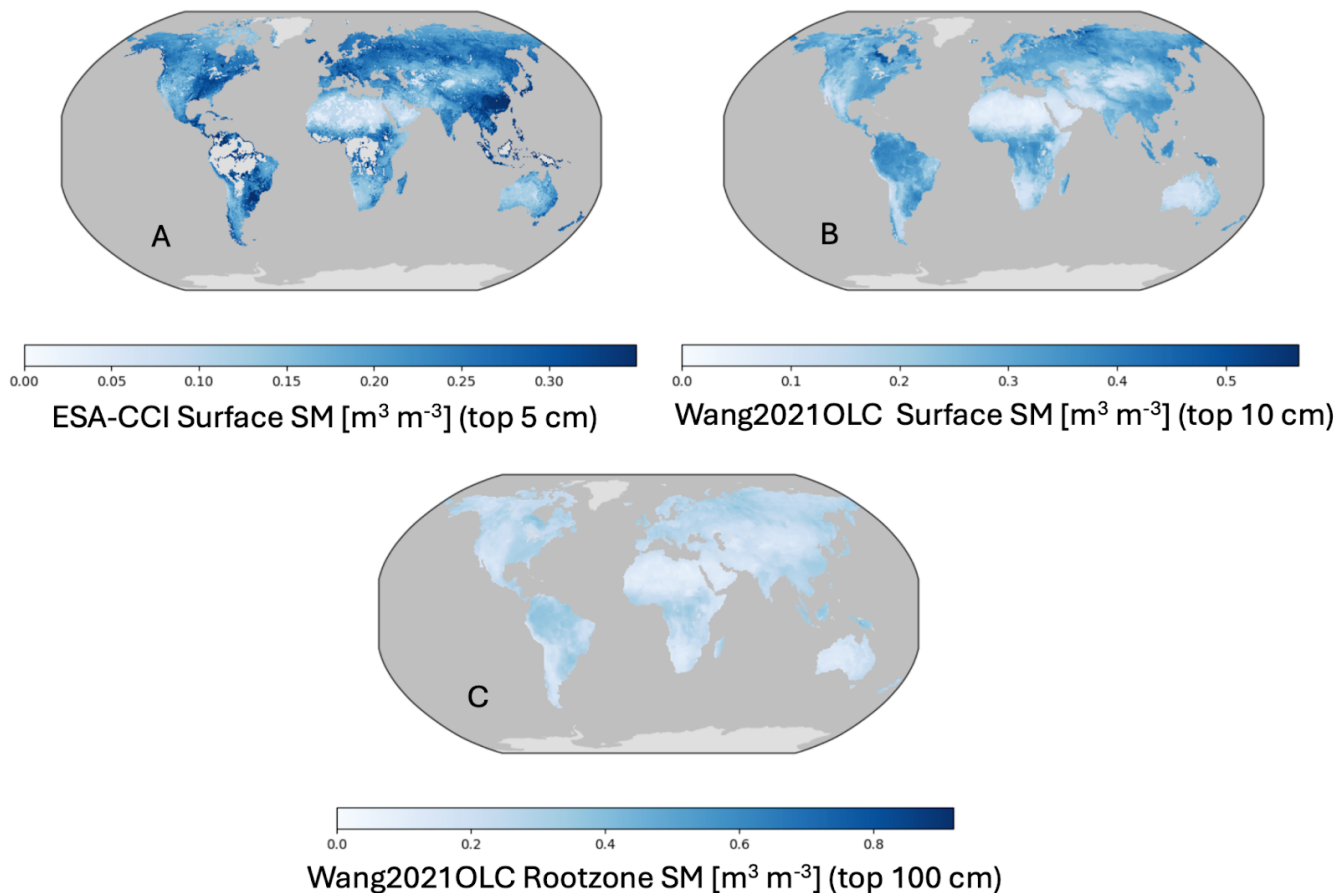 A
B
0.00 0.05 0.10 0.15 0.20 0.25 0.30
0.0 0.1 0.2 0.3 0.4 0.5
ESA-CCI Surface SM [m³ m⁻³] (top 5 cm)
Wang2021OLC Surface SM [m³ m⁻³] (top 10 cm)
C
0.0 0.2 0.4 0.6 0.8
Wang2021OLC Rootzone SM [m³ m⁻³] (top 100 cm)